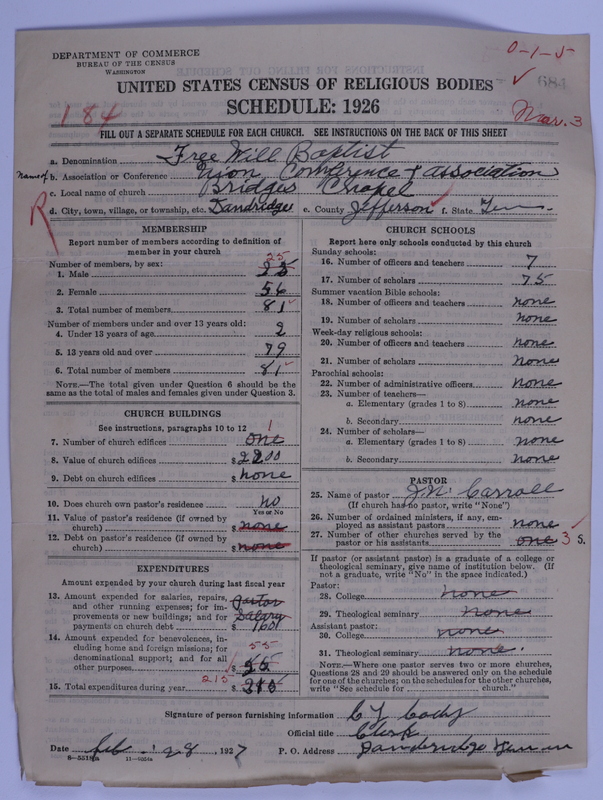 DEPARTMENT OF COMMERCE
BUREAU OF THE CENSUS
WASHINGTON
0-1-5
684
UNITED STATES CENSUS OF RELIGIOUS BODIES
SCHEDULE: 1926
184
Mar. 3
FILL OUT A SEPARATE SCHEDULE FOR EACH CHURCH. SEE INSTRUCTIONS ON THE BACK OF THIS SHEET
a. Denomination Free Will Baptist
name of b. Association or Conference Union Conference & association
c. Local name of church Bridges Chapel
R
d. City, town, village, or township, etc. Dandridge e. County Jefferson f. State Tenn.
MEMBERSHIP
Report number of members according to definition of member in your church
Number of members, by sex: 25
1. Male 25
2. Female 56
3. Total number of members 81
Number of members under and over 13 years old:
4. Under 13 years of age 2
5. 13 years old and over 79
6. Total number of members 81
NOTE.—The total given under Question 6 should be
same as the total of males and females given under Question 3.
CHURCH BUILDINGS
See instructions, paragraphs 10 to 12 1
7. Number of church edifices one
8. Value of church edifices $ 2200
9. Debt on church edifices $ none
10. Does church own pastor's residence? no
Yes or No
11. Value of pastor's residence (if owned by
church) $ none
12. Debt on pastor's residence (if owned by
church) $ none
EXPENDITURES
Amount expended by your church during last fiscal year
13. Amount expended for salaries, repairs, Pastor
and other running expenses; for im-
provements or new buildings; and for Salary
payments on church debt $ 160
14. Amount expended for benevolences, in-
cluding home and foreign missions; for 55
denominational support; and for all
other purposes $ 55
215
15. Total expenditures during year $ 215
CHURCH SCHOOLS
Report here only schools conducted by this church
Sunday schools:
16. Number of officers and teachers 7
17. Number of scholars 75
Summer vacation Bible schools:
18. Number of officers and teachers none
19. Number of scholars none
Week-day religious schools:
20. Number of officers and teachers none
21. Number of scholars none
Parochial schools:
22. Number of administrative officers none
23. Number of teachers—
a. Elementary (grades 1 to 8) none
b. Secondary none
24. Number of scholars—
a. Elementary (grades 1 to 8) none
b. Secondary none
PASTOR
25. Name of pastor J.N. Carroll
(If church has no pastor, write "None")
26. Number of ordained ministers, if any, em-
ployed as assistant pastors none
27. Number of other churches served by the
pastor or his assistants one 3 S.
If pastor (or assistant pastor) is a graduate of a college or
theological seminary, give name of institution below. (If
not a graduate, write "No" in the space indicated.)
Pastor:
28. College none
29. Theological seminary none
Assistant pastor:
30. College none
31. Theological seminary none.
NOTE.—Where one pastor serves two or more churches,
Questions 28 and 29 should be answered only on the schedule
for one of the churches; on the schedules for the other churches,
write "See schedule for church."
Signature of person furnishing information C Y Cody
Official title Clerk
Date Feb. 28, 1927 P. O. Address Dandridge Tenn
11—9054a